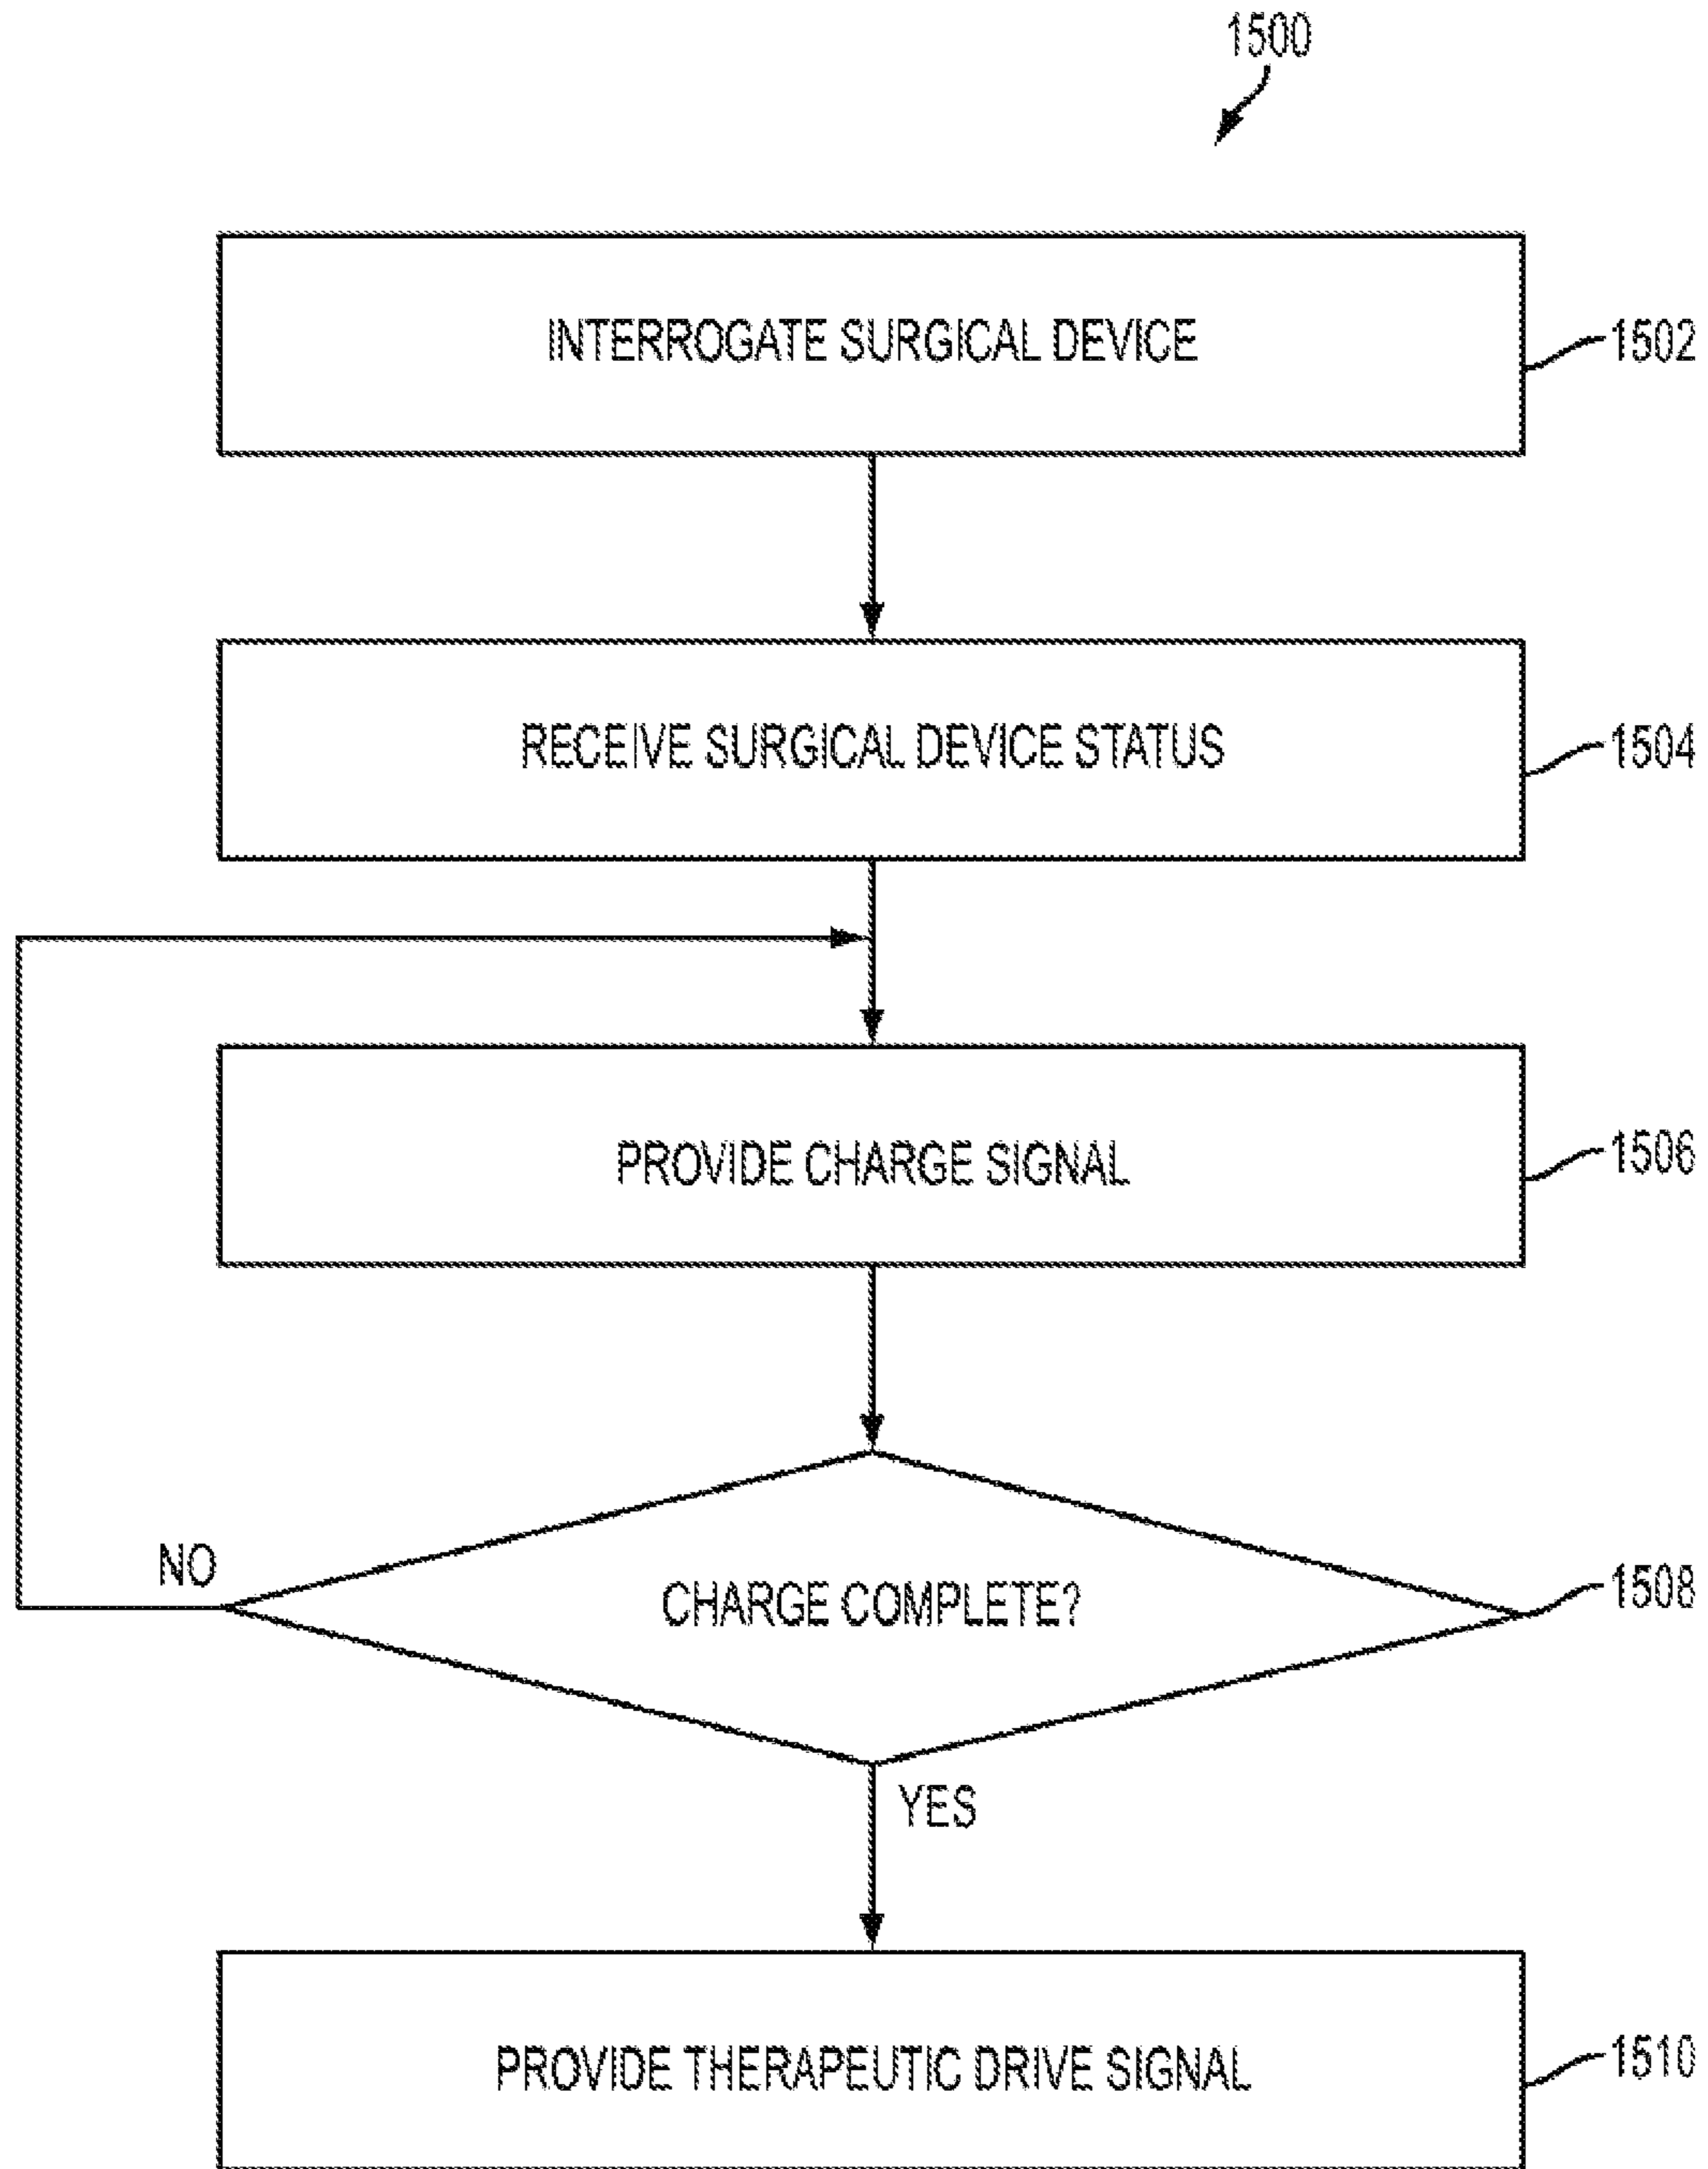 1500
INTERROGATE SURGICAL DEVICE
1502
RECEIVE SURGICAL DEVICE STATUS
1504
PROVIDE CHARGE SIGNAL
1506
NO
CHARGE COMPLETE?
1508
YES
PROVIDE THERAPEUTIC DRIVE SIGNAL
1510